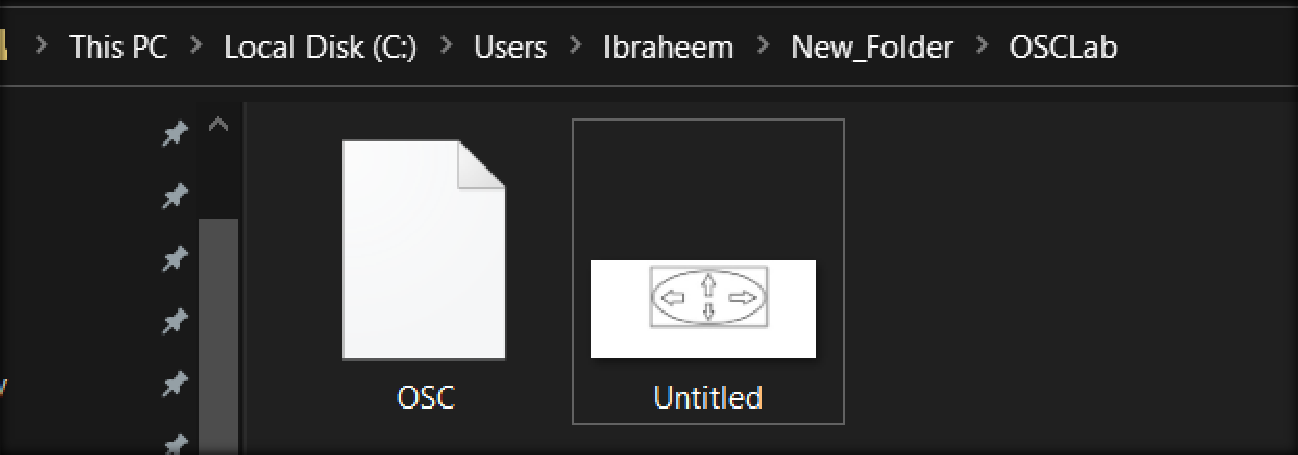 This PC > Local Disk (C:) > Users > Ibraheem > New_Folder > OSCLab
OSC
Untitled